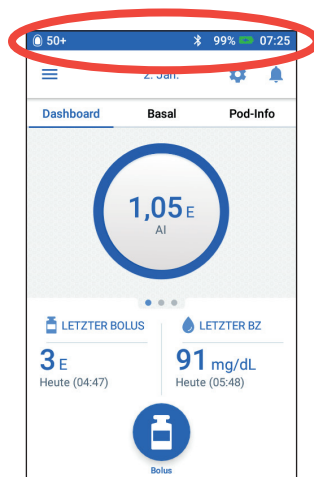 50+ 99% 07:25
2. Jan.
Dashboard Basal Pod-Info
1,05 E
AI
LETZTER BOLUS LETZTER BZ
3 E 91 mg/dL
Heute (04:47) Heute (05:48)
Bolus